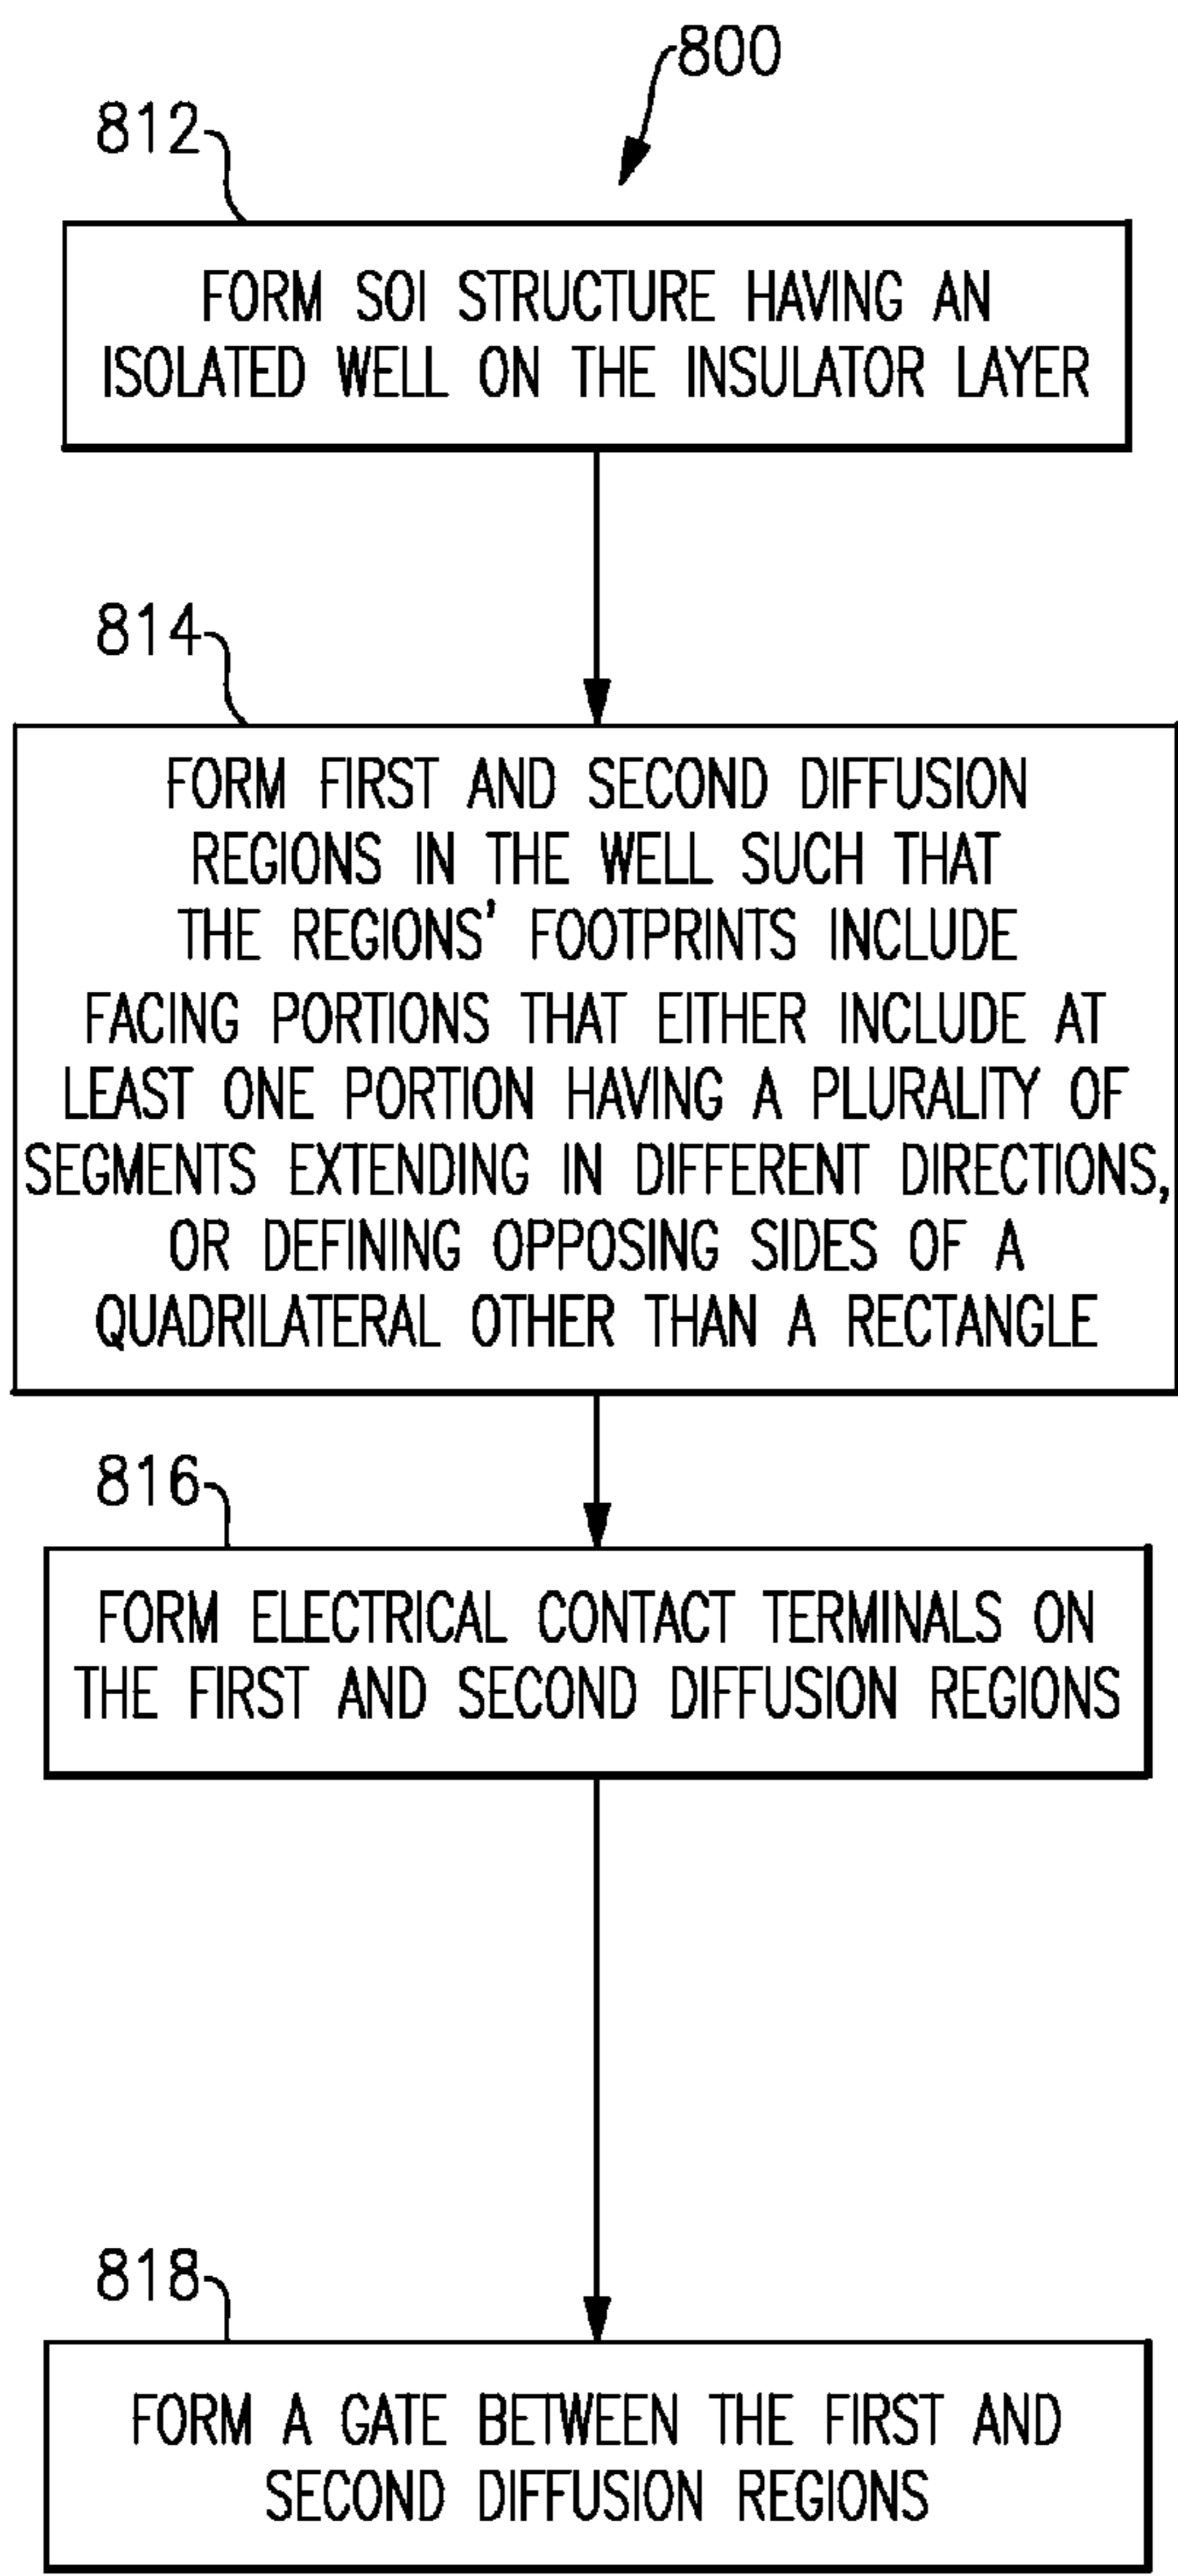 800
812
FORM SOI STRUCTURE HAVING AN
ISOLATED WELL ON THE INSULATOR LAYER
814
FORM FIRST AND SECOND DIFFUSION
REGIONS IN THE WELL SUCH THAT
THE REGIONS' FOOTPRINTS INCLUDE
FACING PORTIONS THAT EITHER INCLUDE AT
LEAST ONE PORTION HAVING A PLURALITY OF
SEGMENTS EXTENDING IN DIFFERENT DIRECTIONS,
OR DEFINING OPPOSING SIDES OF A
QUADRILATERAL OTHER THAN A RECTANGLE
816
FORM ELECTRICAL CONTACT TERMINALS ON
THE FIRST AND SECOND DIFFUSION REGIONS
818
FORM A GATE BETWEEN THE FIRST AND
SECOND DIFFUSION REGIONS